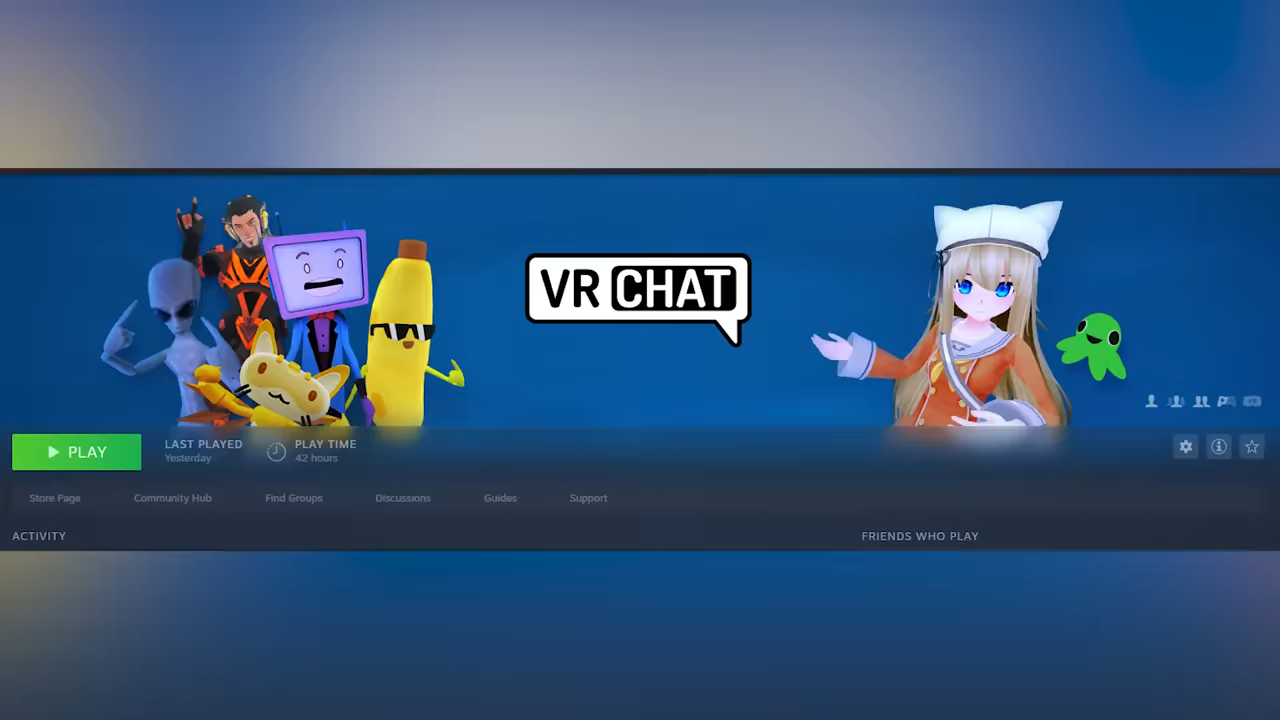 VR CHAT
PLAY
LAST PLAYED
Yesterday
PLAY TIME
42 hours
Store Page
Community Hub
Find Groups
Discussions
Guides
Support
ACTIVITY
FRIENDS WHO PLAY